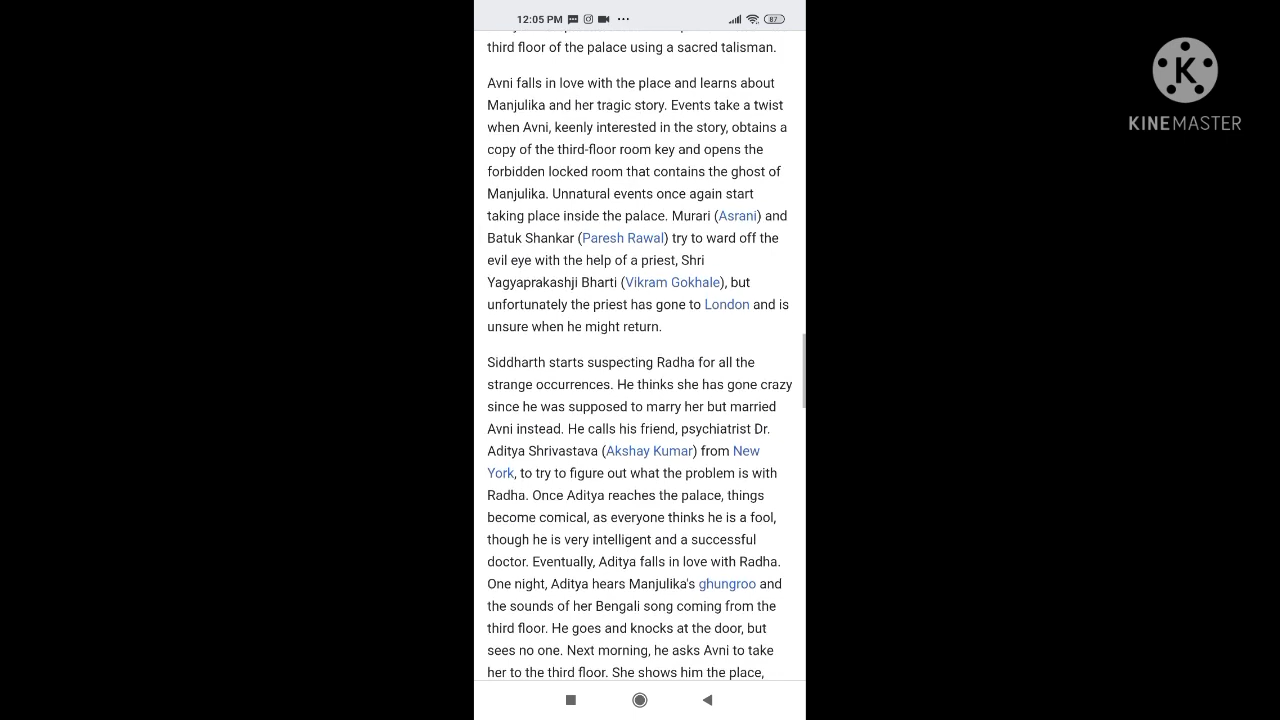 12:05 PM
87
third floor of the palace using a sacred talisman.
Avni falls in love with the place and learns about
Manjulika and her tragic story. Events take a twist
when Avni, keenly interested in the story, obtains a
copy of the third-floor room key and opens the
forbidden locked room that contains the ghost of
Manjulika. Unnatural events once again start
taking place inside the palace. Murari (Asrani) and
Batuk Shankar (Paresh Rawal) try to ward off the
evil eye with the help of a priest, Shri
Yagyaprakashji Bharti (Vikram Gokhale), but
unfortunately the priest has gone to London and is
unsure when he might return.
Siddharth starts suspecting Radha for all the
strange occurrences. He thinks she has gone crazy
since he was supposed to marry her but married
Avni instead. He calls his friend, psychiatrist Dr.
Aditya Shrivastava (Akshay Kumar) from New
York, to try to figure out what the problem is with
Radha. Once Aditya reaches the palace, things
become comical, as everyone thinks he is a fool,
though he is very intelligent and a successful
doctor. Eventually, Aditya falls in love with Radha.
One night, Aditya hears Manjulika's ghungroo and
the sounds of her Bengali song coming from the
third floor. He goes and knocks at the door, but
sees no one. Next morning, he asks Avni to take
her to the third floor. She shows him the place,
K
KINEMASTER